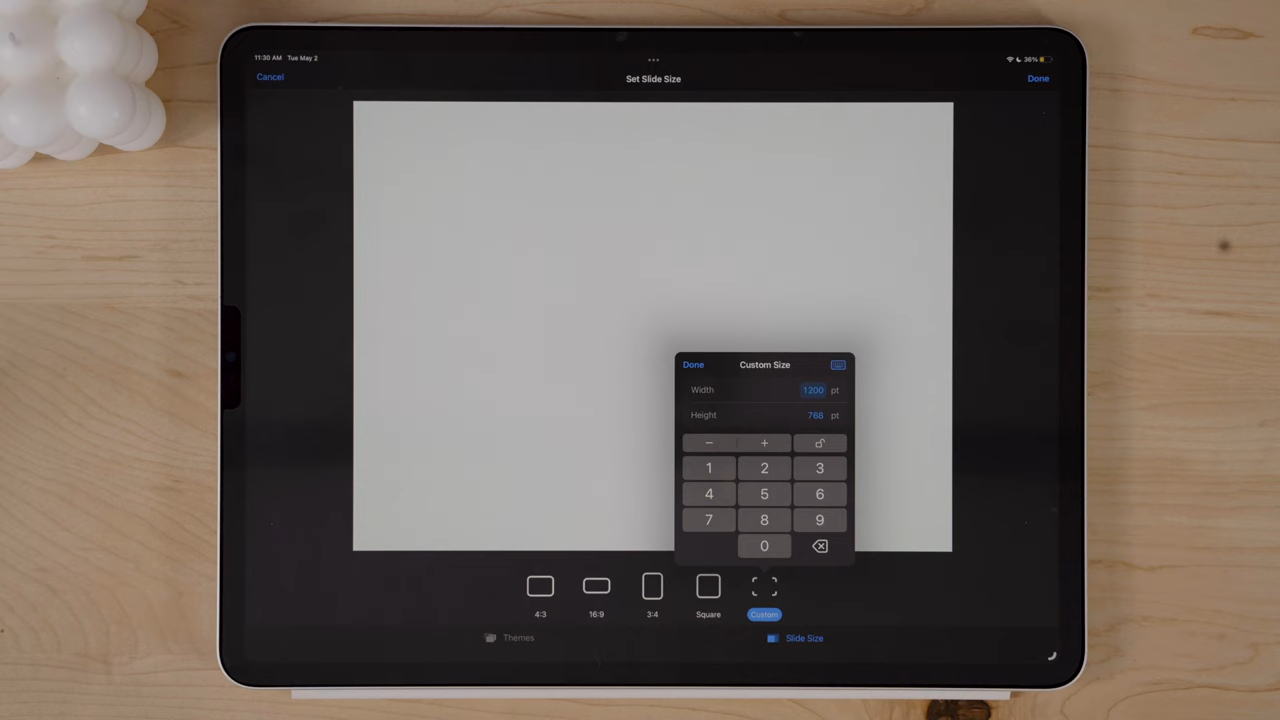 11:30 AM Tue May 2
36%
Cancel
Set Slide Size
Done
Done
Custom Size
Width 1200 pt
Height 768 pt
− +
1 2 3
4 5 6
7 8 9
0
4:3 16:9 3:4 Square Custom
Themes Slide Size